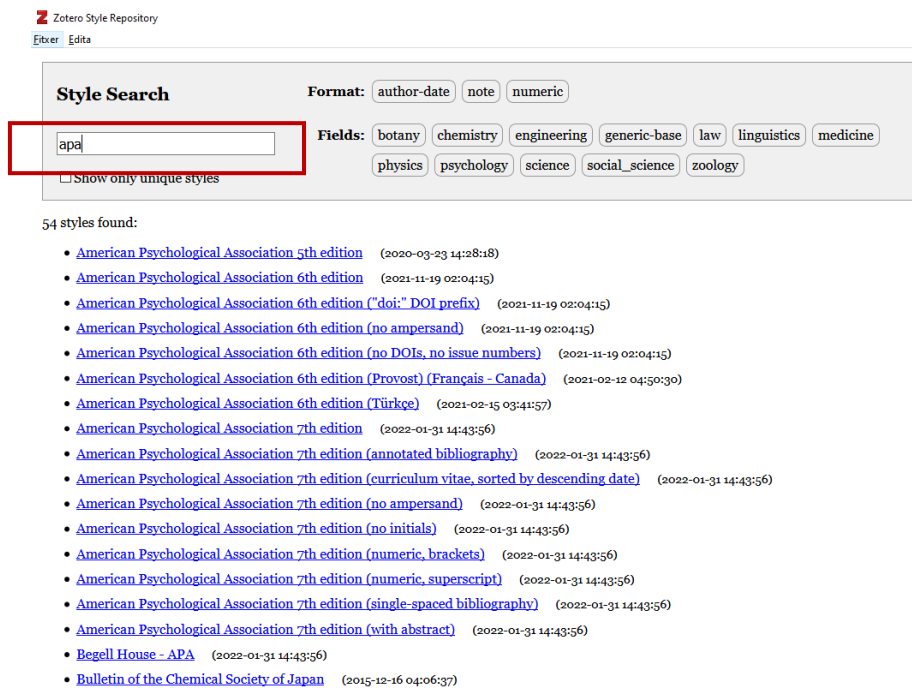 Zotero Style Repository
Fitxer Edita
Style Search
Format: author-date note numeric
apa
Fields: botany chemistry engineering generic-base law linguistics medicine
physics psychology science social_science zoology
Show only unique styles
54 styles found:
American Psychological Association 5th edition (2020-03-23 14:28:18)
American Psychological Association 6th edition (2021-11-19 02:04:15)
American Psychological Association 6th edition ("doi:" DOI prefix) (2021-11-19 02:04:15)
American Psychological Association 6th edition (no ampersand) (2021-11-19 02:04:15)
American Psychological Association 6th edition (no DOIs, no issue numbers) (2021-11-19 02:04:15)
American Psychological Association 6th edition (Provost) (Français - Canada) (2021-02-12 04:50:30)
American Psychological Association 6th edition (Türkçe) (2021-02-15 03:41:57)
American Psychological Association 7th edition (2022-01-31 14:43:56)
American Psychological Association 7th edition (annotated bibliography) (2022-01-31 14:43:56)
American Psychological Association 7th edition (curriculum vitae, sorted by descending date) (2022-01-31 14:43:56)
American Psychological Association 7th edition (no ampersand) (2022-01-31 14:43:56)
American Psychological Association 7th edition (no initials) (2022-01-31 14:43:56)
American Psychological Association 7th edition (numeric, brackets) (2022-01-31 14:43:56)
American Psychological Association 7th edition (numeric, superscript) (2022-01-31 14:43:56)
American Psychological Association 7th edition (single-spaced bibliography) (2022-01-31 14:43:56)
American Psychological Association 7th edition (with abstract) (2022-01-31 14:43:56)
Begell House - APA (2022-01-31 14:43:56)
Bulletin of the Chemical Society of Japan (2015-12-16 04:06:37)